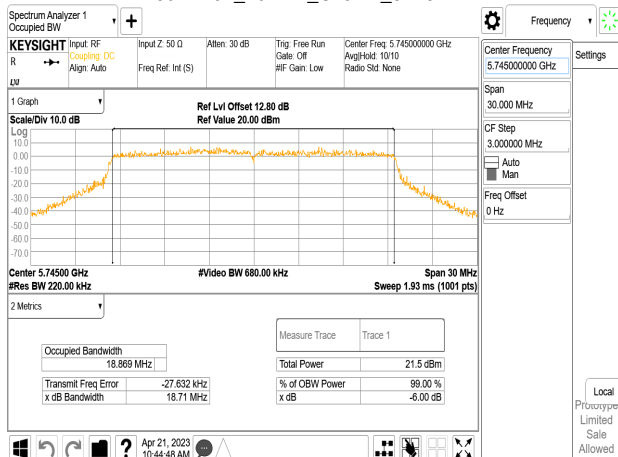 Spectrum Analyzer 1
Occupied BW
Frequency
KEYSIGHT
R
LXI
Input: RF
Coupling: DC
Align: Auto
Input Z: 50 Ω
Freq Ref: Int (S)
Atten: 30 dB
Trig: Free Run
Gate: Off
#IF Gain: Low
Center Freq: 5.745000000 GHz
Avg|Hold: 10/10
Radio Std: None
Center Frequency
5.745000000 GHz
Settings
Span
30.000 MHz
CF Step
3.000000 MHz
Auto
Man
Freq Offset
0 Hz
1 Graph
Scale/Div 10.0 dB
Ref Lvl Offset 12.80 dB
Ref Value 20.00 dBm
Log
10.0
0.00
-10.0
-20.0
-30.0
-40.0
-50.0
-60.0
-70.0
Center 5.74500 GHz
#Video BW 680.00 kHz
Span 30 MHz
#Res BW 220.00 kHz
Sweep 1.93 ms (1001 pts)
2 Metrics
Measure Trace
Trace 1
Occupied Bandwidth
18.869 MHz
Total Power
21.5 dBm
Transmit Freq Error
-27.632 kHz
% of OBW Power
99.00 %
x dB Bandwidth
18.71 MHz
x dB
-6.00 dB
Local
Prototype
Limited
Sale
Allowed
?
Apr 21, 2023
10:44:48 AM